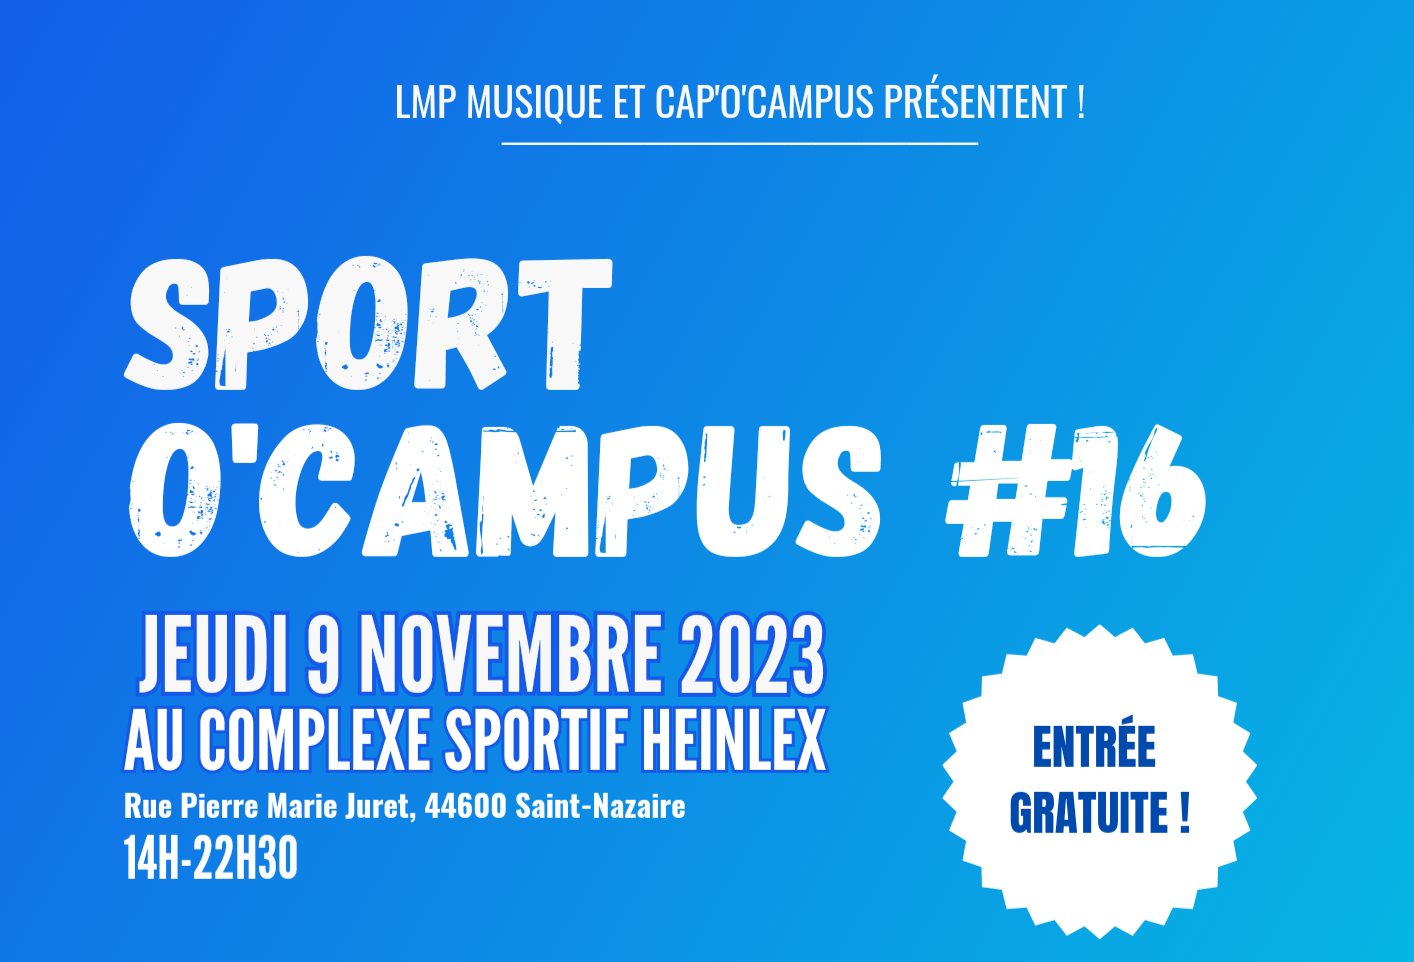 LMP MUSIQUE ET CAP'O'CAMPUS PRÉSENTENT !
SPORT
O'CAMPUS #16
JEUDI 9 NOVEMBRE 2023
AU COMPLEXE SPORTIF HEINLEX
Rue Pierre Marie Juret, 44600 Saint-Nazaire
14H-22H30
ENTRÉE
GRATUITE !